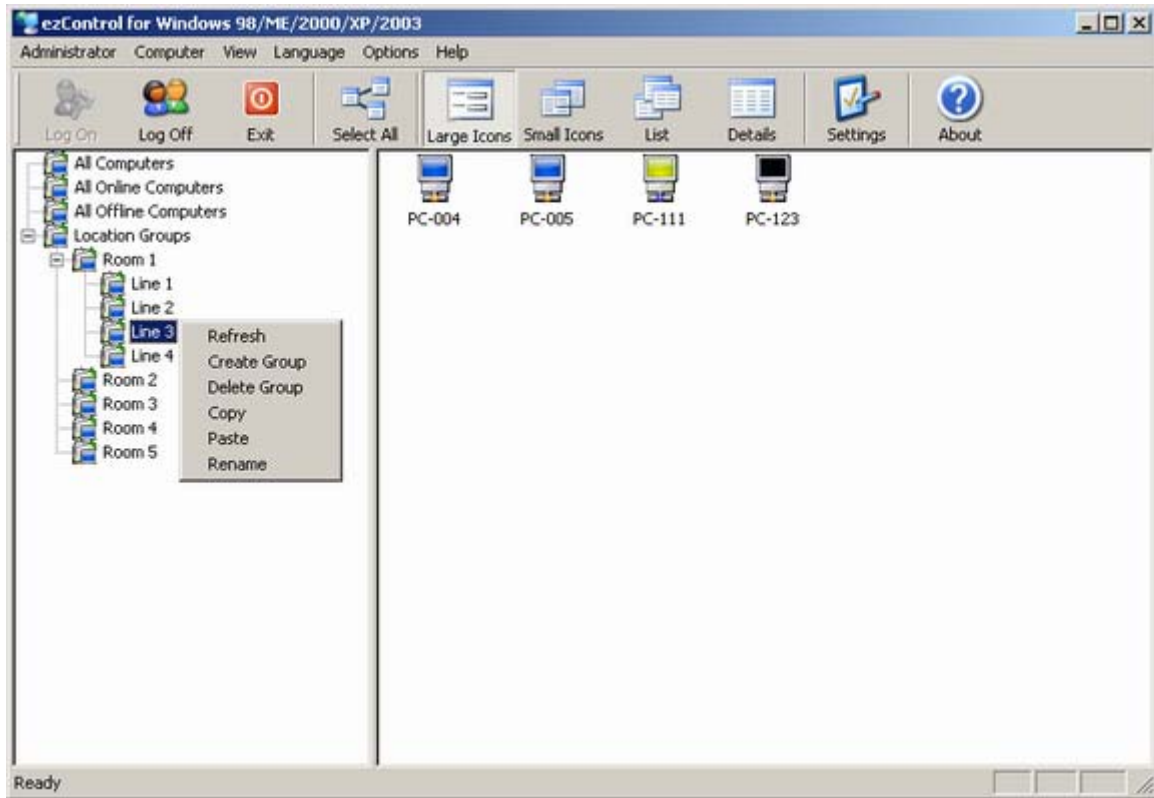 ezControl for Windows 98/ME/2000/XP/2003
Administrator Computer View Language Options Help
Log On Log Off Exit Select All Large Icons Small Icons List Details Settings About
All Computers
All Online Computers
All Offline Computers
Location Groups
Room 1
Line 1
Line 2
Line 3
Line 4
Room 2
Room 3
Room 4
Room 5
Refresh
Create Group
Delete Group
Copy
Paste
Rename
PC-004 PC-005 PC-111 PC-123
Ready